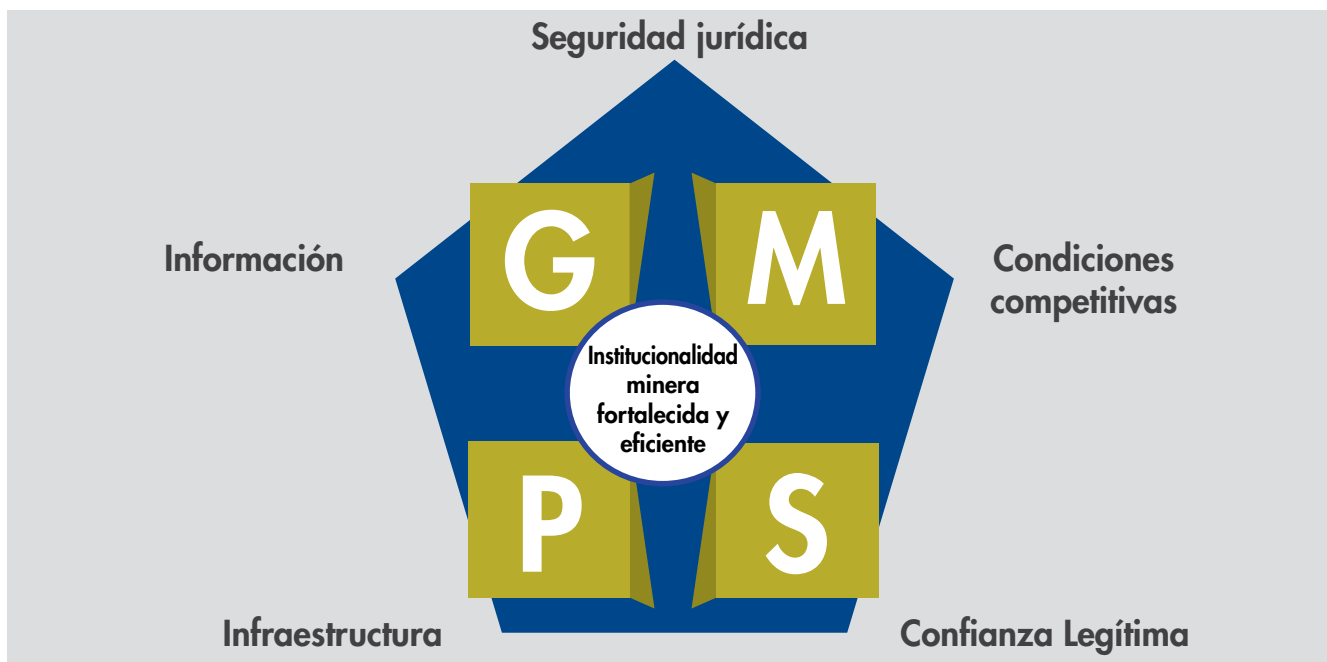 Seguridad jurídica
Información
G
M
Condiciones
competitivas
Institucionalidad
minera
fortalecida y
eficiente
P
S
Infraestructura
Confianza Legítima